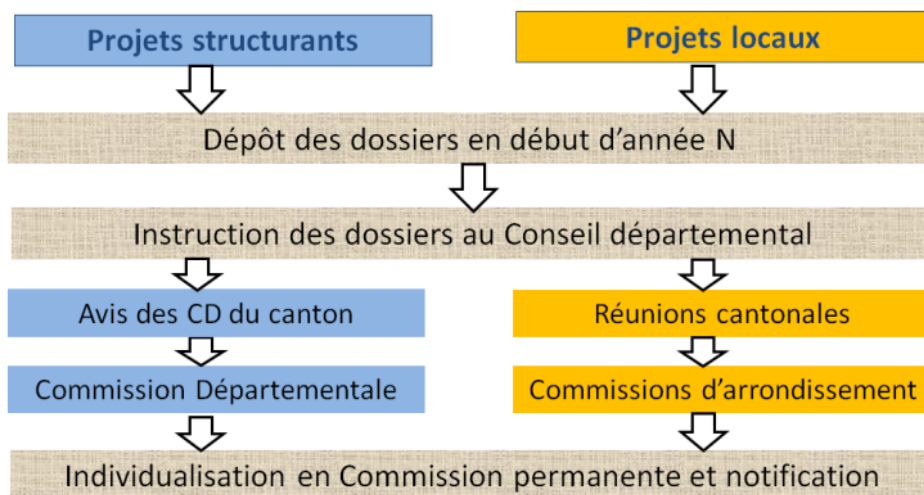 Projets structurants
Projets locaux
Dépôt des dossiers en début d’année N
Instruction des dossiers au Conseil départemental
Avis des CD du canton
Réunions cantonales
Commission Départementale
Commissions d’arrondissement
Individualisation en Commission permanente et notification